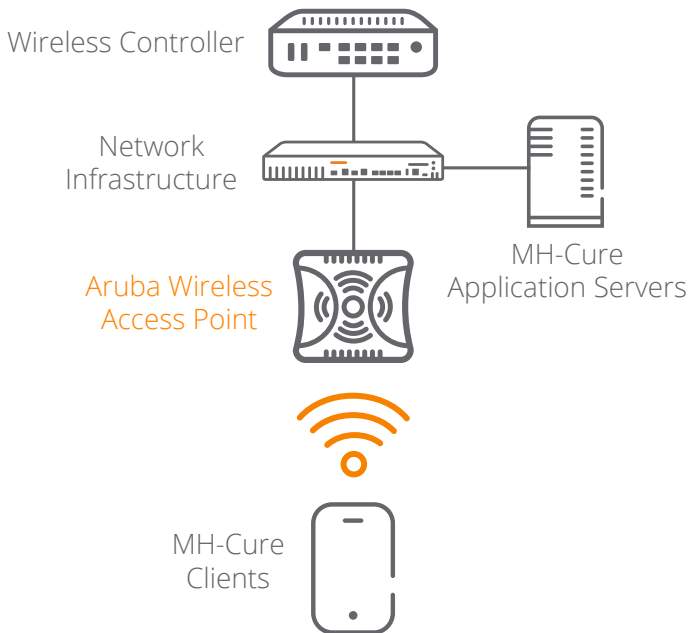 Wireless Controller
Network
Infrastructure
MH-Cure
Application Servers
Aruba Wireless
Access Point
MH-Cure
Clients